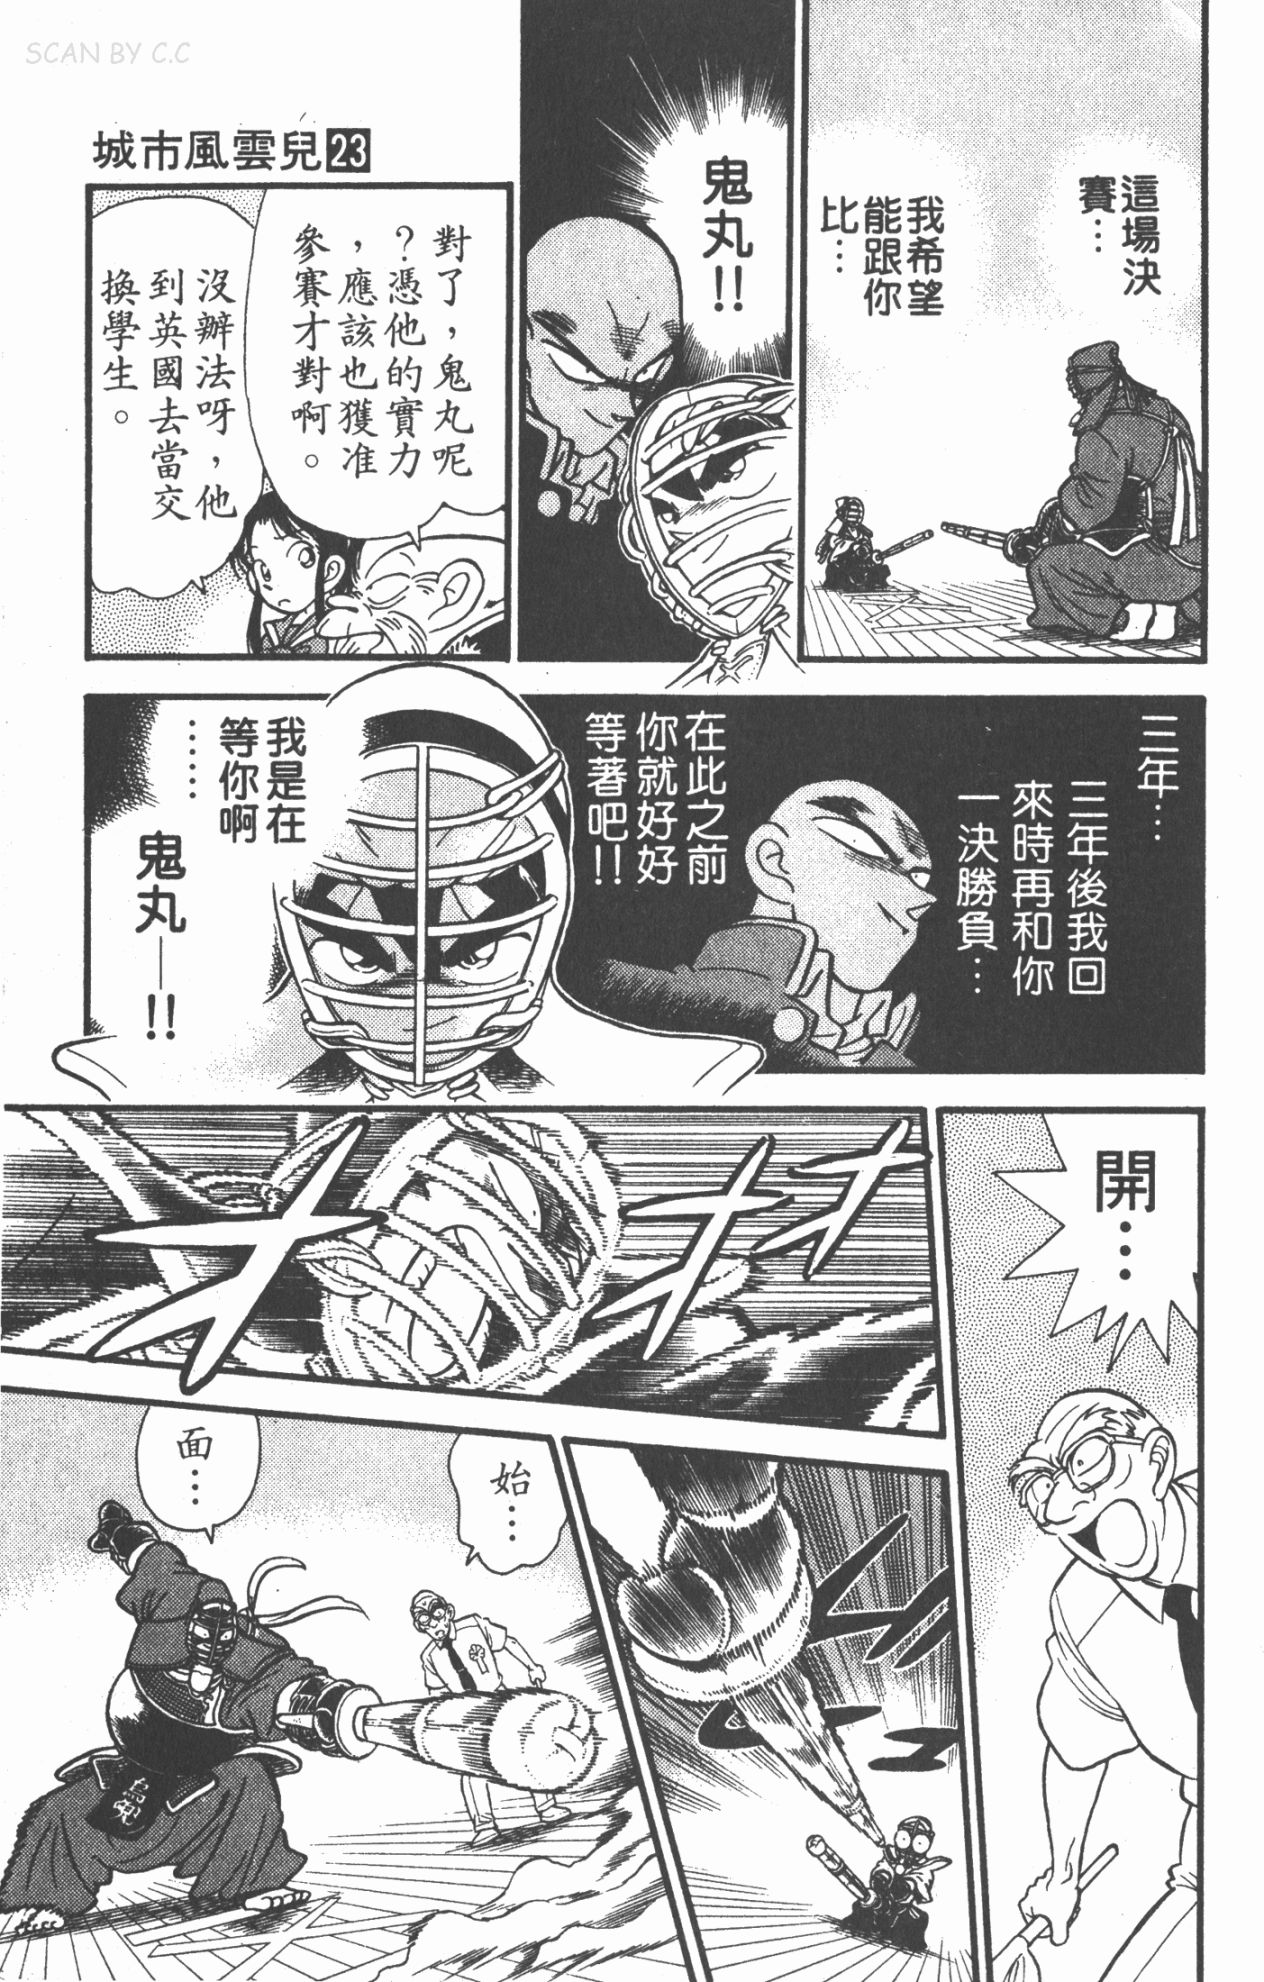 SCAN BY C.C
城市風雲兒23
這場決
賽…
我希望
能跟你
比…
鬼丸!!
對了,鬼丸呢
?憑他的實力
,應該也獲准
參賽才對啊。
沒辦法呀,他
到英國去當交
換學生。
三年…
三年後我回
來時再和你
一決勝負…
在此之前
你就好好
等著吧!!
我是在
等你啊
……
鬼丸—!!
開…
オオオ
始…
面…